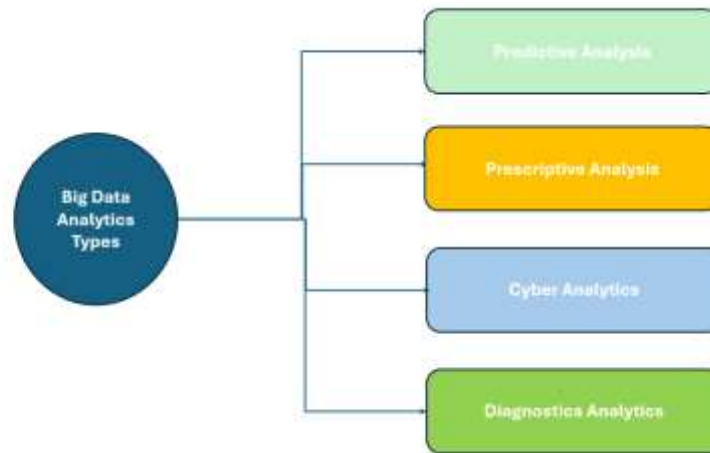 Predictive Analysis
Prescriptive Analysis
Big Data
Analytics
Types
Cyber Analytics
Diagnostics Analytics